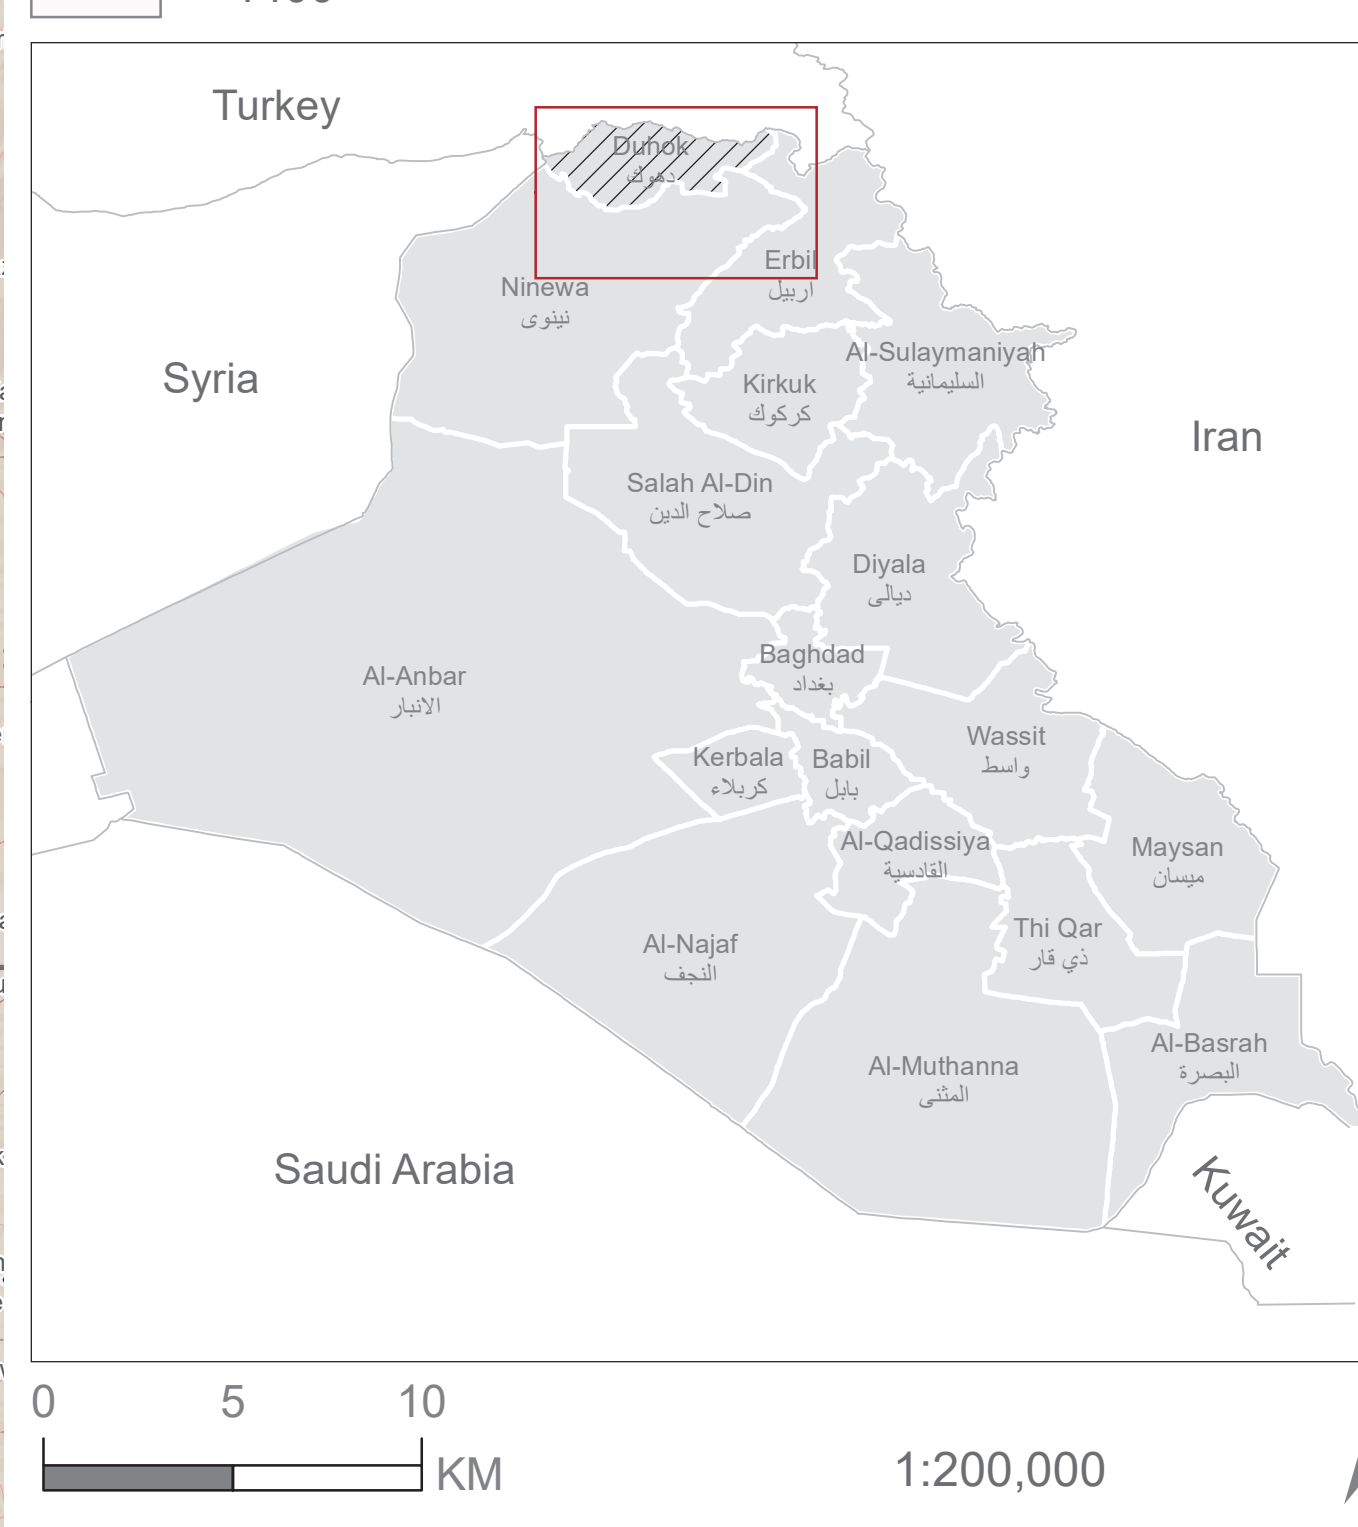 Turkey
Duhok
دهوك
Erbil
اربيل
Ninewa
نينوى
Al-Sulaymaniyah
السليمانية
Syria
Kirkuk
كركوك
Iran
Salah Al-Din
صلاح الدين
Diyala
ديالى
Baghdad
بغداد
Al-Anbar
الانبار
Wassit
واسط
Kerbala
كربلاء
Babil
بابل
Al-Qadissiya
القادسية
Maysan
ميسان
Thi Qar
ذي قار
Al-Najaf
النجف
Al-Basrah
البصرة
Al-Muthanna
المثنى
Saudi Arabia
Kuwait
0 5 10
KM
1:200,000